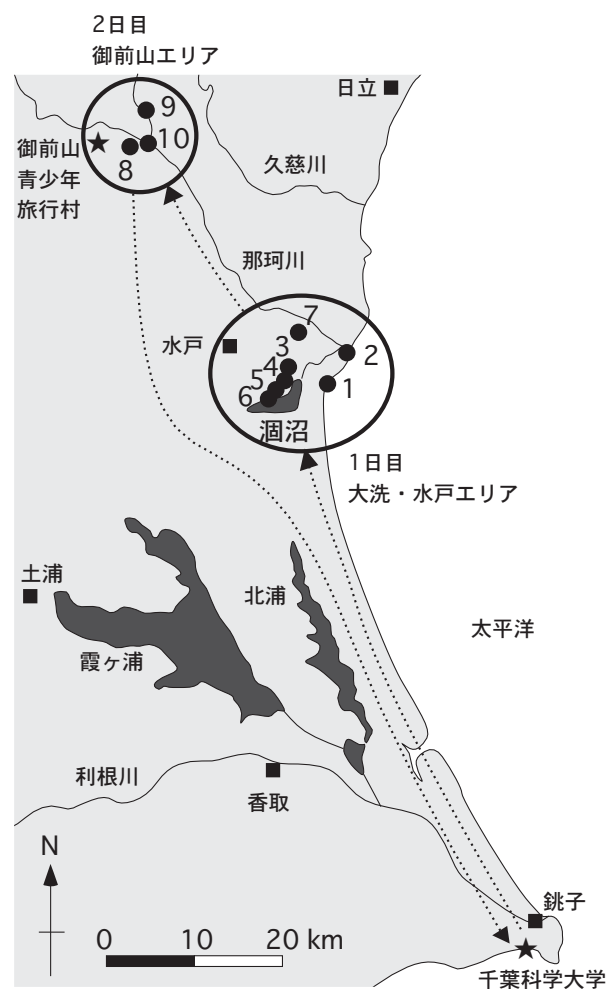 2日目
御前山エリア
日立
9
10
8
御前山
青少年
旅行村
久慈川
那珂川
7
水戸
3
2
4
5
1
6
涸沼
1日目
大洗・水戸エリア
土浦
北浦
太平洋
霞ヶ浦
利根川
香取
N
銚子
0 10 20 km
千葉科学大学